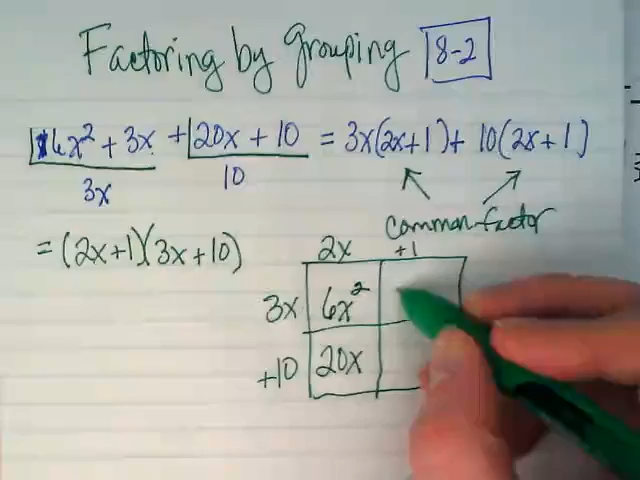 Factoring by grouping 8-2
6x² + 3x + 20x + 10 = 3x(2x+1) + 10(2x+1)
3x 10
common factor
= (2x+1)(3x+10)
2x +1
3x 6x²
+10 20x